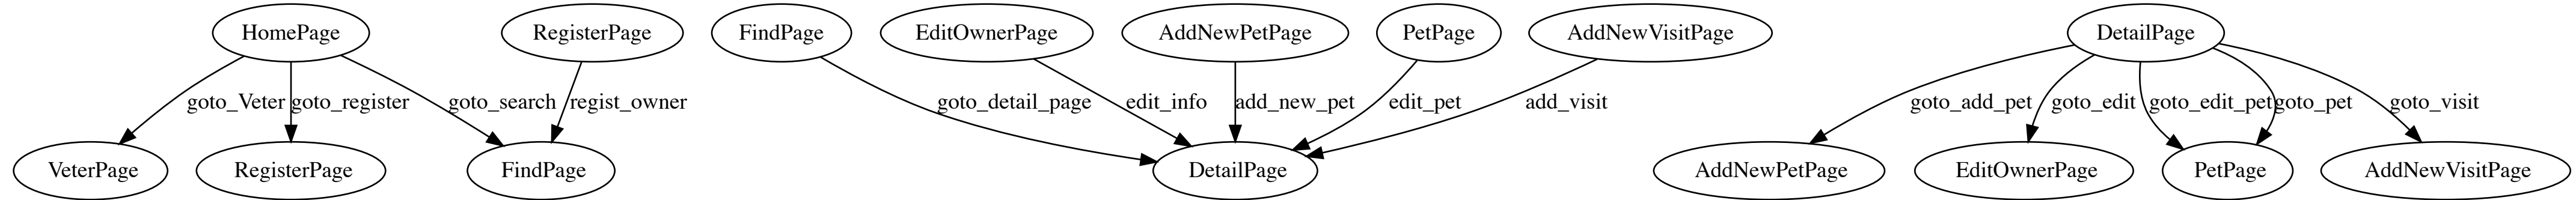 HomePage
RegisterPage
FindPage
EditOwnerPage
AddNewPetPage
PetPage
AddNewVisitPage
DetailPage
goto_Veter
goto_register
goto_search
regist_owner
goto_detail_page
edit_info
add_new_pet
edit_pet
add_visit
goto_add_pet
goto_edit
goto_edit_pet
goto_pet
goto_visit
VeterPage
RegisterPage
FindPage
DetailPage
AddNewPetPage
EditOwnerPage
PetPage
AddNewVisitPage